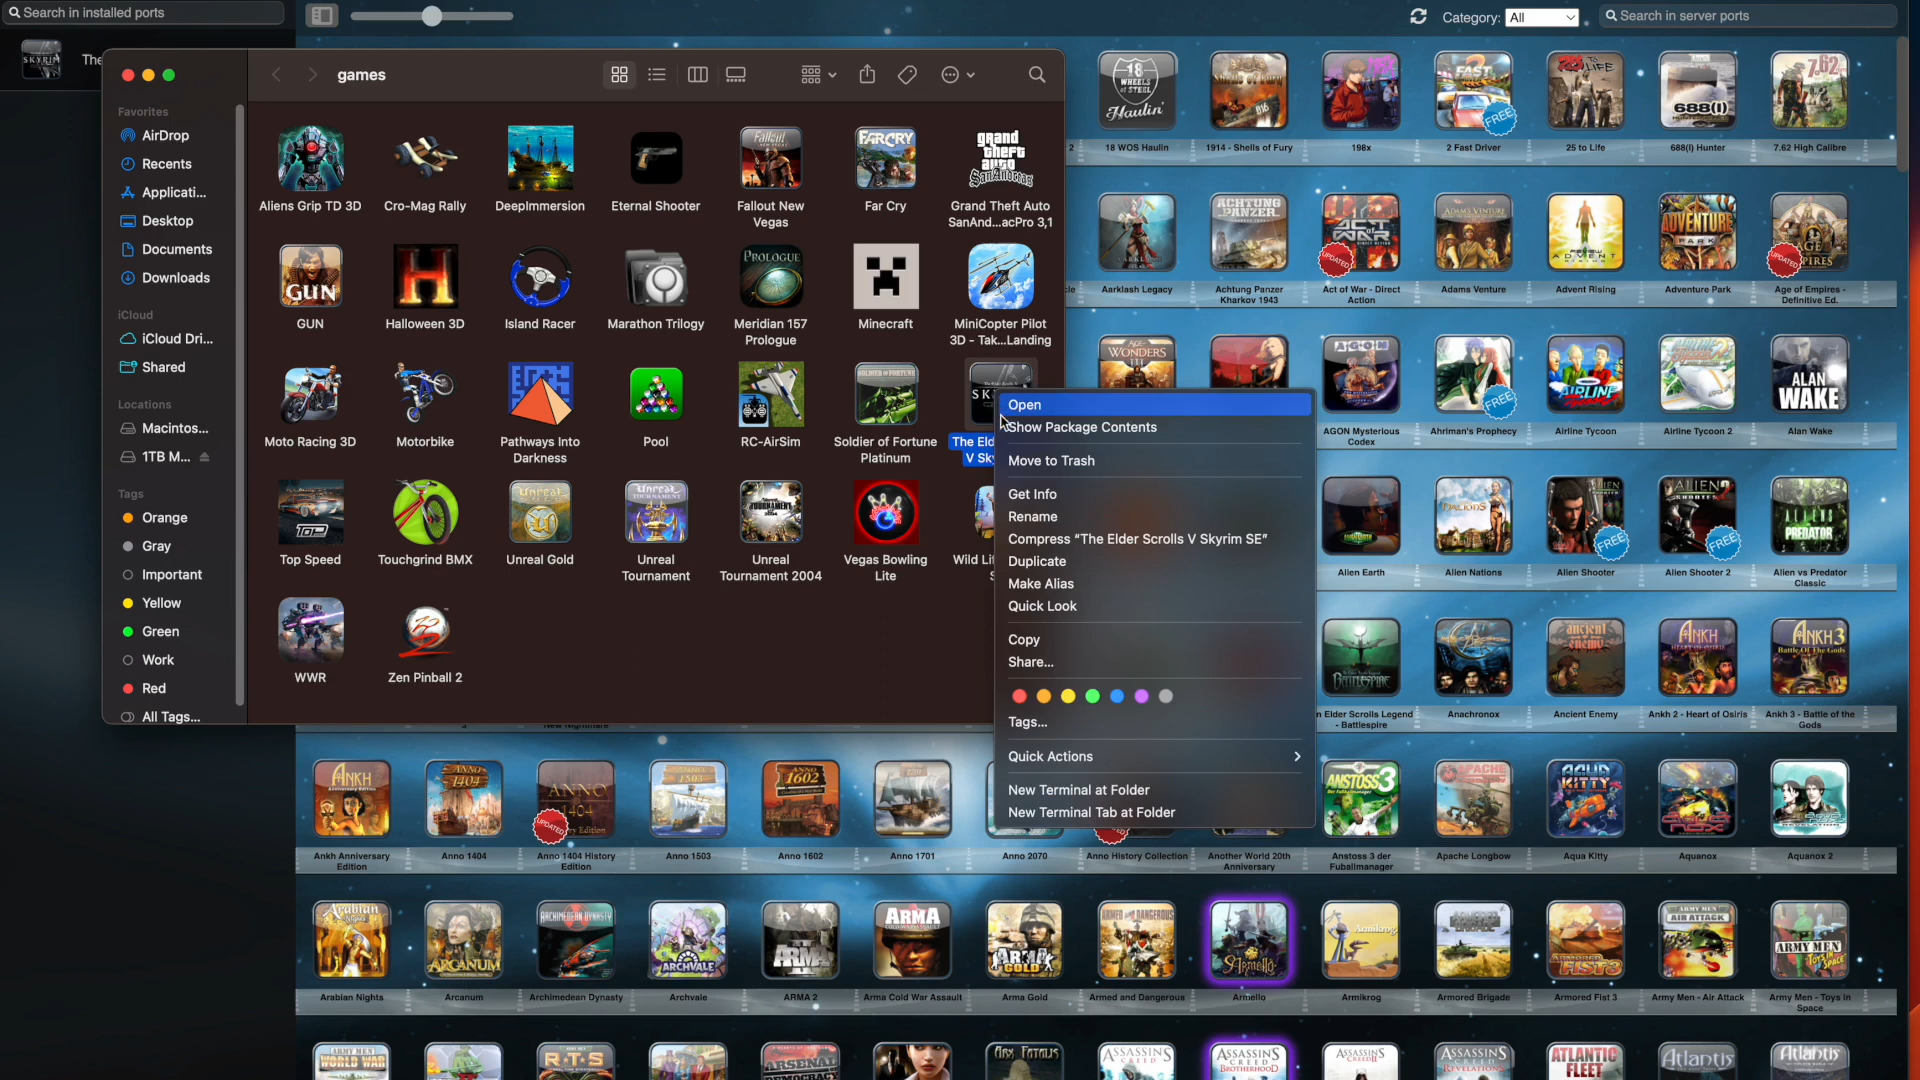 Search in installed ports
Category: All
Search in server ports
The
games
Favorites
AirDrop
Recents
Applicati...
Desktop
Documents
Downloads
iCloud
iCloud Dri...
Shared
Locations
Macintos...
1TB M...
Tags
Orange
Gray
Important
Yellow
Green
Work
Red
All Tags...
Aliens Grip TD 3D
Cro-Mag Rally
DeepImmersion
Eternal Shooter
Fallout New
Vegas
Far Cry
Grand Theft Auto
SanAnd...acPro 3,1
GUN
Halloween 3D
Island Racer
Marathon Trilogy
Meridian 157
Prologue
Minecraft
MiniCopter Pilot
3D - Tak...Landing
Moto Racing 3D
Motorbike
Pathways Into
Darkness
Pool
RC-AirSim
Soldier of Fortune
Platinum
The Eld
V Sky
Top Speed
Touchgrind BMX
Unreal Gold
Unreal
Tournament
Unreal
Tournament 2004
Vegas Bowling
Lite
Wild Lif
S
WWR
Zen Pinball 2
Open
Show Package Contents
Move to Trash
Get Info
Rename
Compress “The Elder Scrolls V Skyrim SE”
Duplicate
Make Alias
Quick Look
Copy
Share...
Tags...
Quick Actions
New Terminal at Folder
New Terminal Tab at Folder
2
18 WOS Haulin
1914 - Shells of Fury
198x
2 Fast Driver
25 to Life
688(I) Hunter
7.62 High Calibre
cle
Aarklash Legacy
Achtung Panzer
Kharkov 1943
Act of War - Direct
Action
Adams Venture
Advent Rising
Adventure Park
Age of Empires -
Definitive Ed.
AGON Mysterious
Codex
Ahriman's Prophecy
Airline Tycoon
Airline Tycoon 2
Alan Wake
Alien Earth
Alien Nations
Alien Shooter
Alien Shooter 2
Alien vs Predator
Classic
n Elder Scrolls Legend
- Battlespire
Anachronox
Ancient Enemy
Ankh 2 - Heart of Osiris
Ankh 3 - Battle of the
Gods
New Nightmare
Ankh Anniversary
Edition
Anno 1404
Anno 1404 History
Edition
Anno 1503
Anno 1602
Anno 1701
Anno 2070
Anno History Collection
Another World 20th
Anniversary
Anstoss 3 der
Fuballmanager
Apache Longbow
Aqua Kitty
Aquanox
Aquanox 2
Arabian Nights
Arcanum
Archimedean Dynasty
Archvale
ARMA 2
Arma Cold War Assault
Arma Gold
Armed and Dangerous
Armello
Armikrog
Armored Brigade
Armored Fist 3
Army Men - Air Attack
Army Men - Toys in
Space